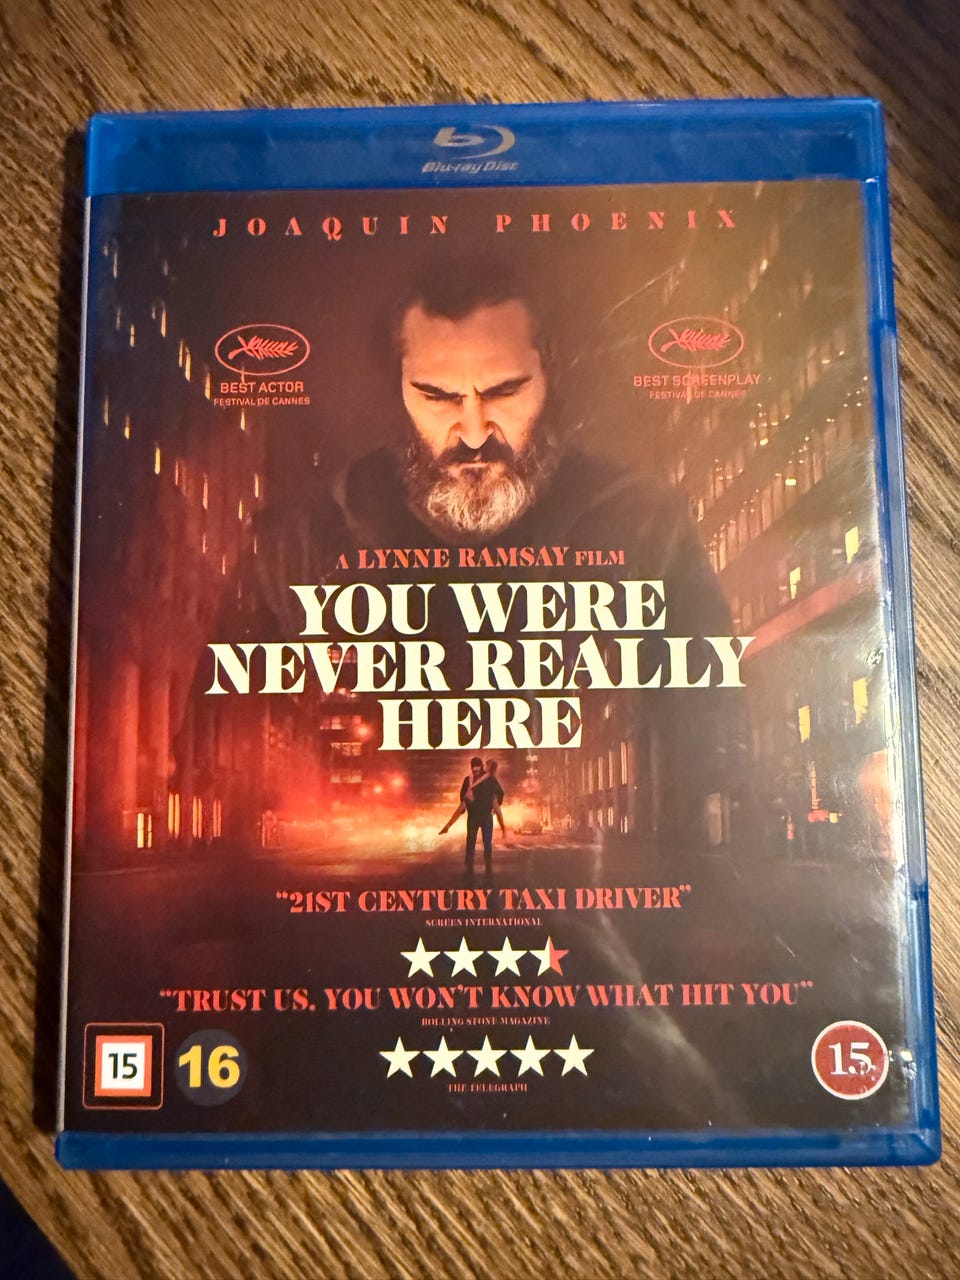 Blu-ray Disc
JOAQUIN PHOENIX
BEST ACTOR
FESTIVAL DE CANNES
BEST SCREENPLAY
FESTIVAL DE CANNES
A LYNNE RAMSAY FILM
YOU WERE
NEVER REALLY
HERE
“21ST CENTURY TAXI DRIVER”
SCREEN INTERNATIONAL
“TRUST US, YOU WON'T KNOW WHAT HIT YOU”
ROLLING STONE MAGAZINE
THE TELEGRAPH
15
16
15